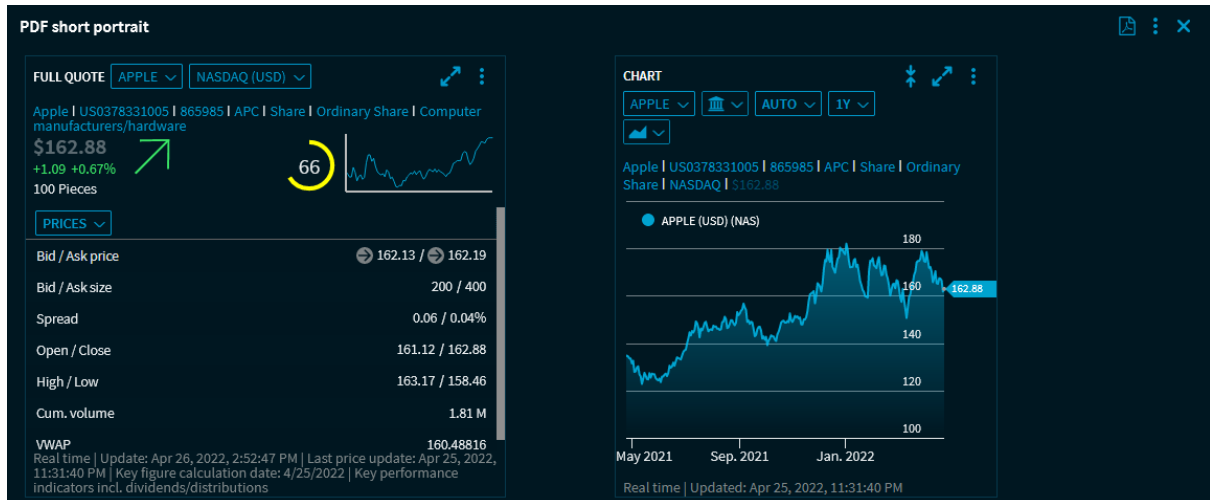 PDF short portrait
FULL QUOTE APPLE NASDAQ (USD)
Apple | US0378331005 | 865985 | APC | Share | Ordinary Share | Computer
manufacturers/hardware
$162.88
+1.09 +0.67%
100 Pieces
66
PRICES
Bid / Ask price 162.13 / 162.19
Bid / Ask size 200 / 400
Spread 0.06 / 0.04%
Open / Close 161.12 / 162.88
High / Low 163.17 / 158.46
Cum. volume 1.81 M
VWAP 160.48816
Real time | Update: Apr 26, 2022, 2:52:47 PM | Last price update: Apr 25, 2022,
11:31:40 PM | Key figure calculation date: 4/25/2022 | Key performance
indicators incl. dividends/distributions
CHART
APPLE AUTO 1Y
Apple | US0378331005 | 865985 | APC | Share | Ordinary
Share | NASDAQ | $162.88
APPLE (USD) (NAS)
180
160
162.88
140
120
100
May 2021 Sep. 2021 Jan. 2022
Real time | Updated: Apr 25, 2022, 11:31:40 PM